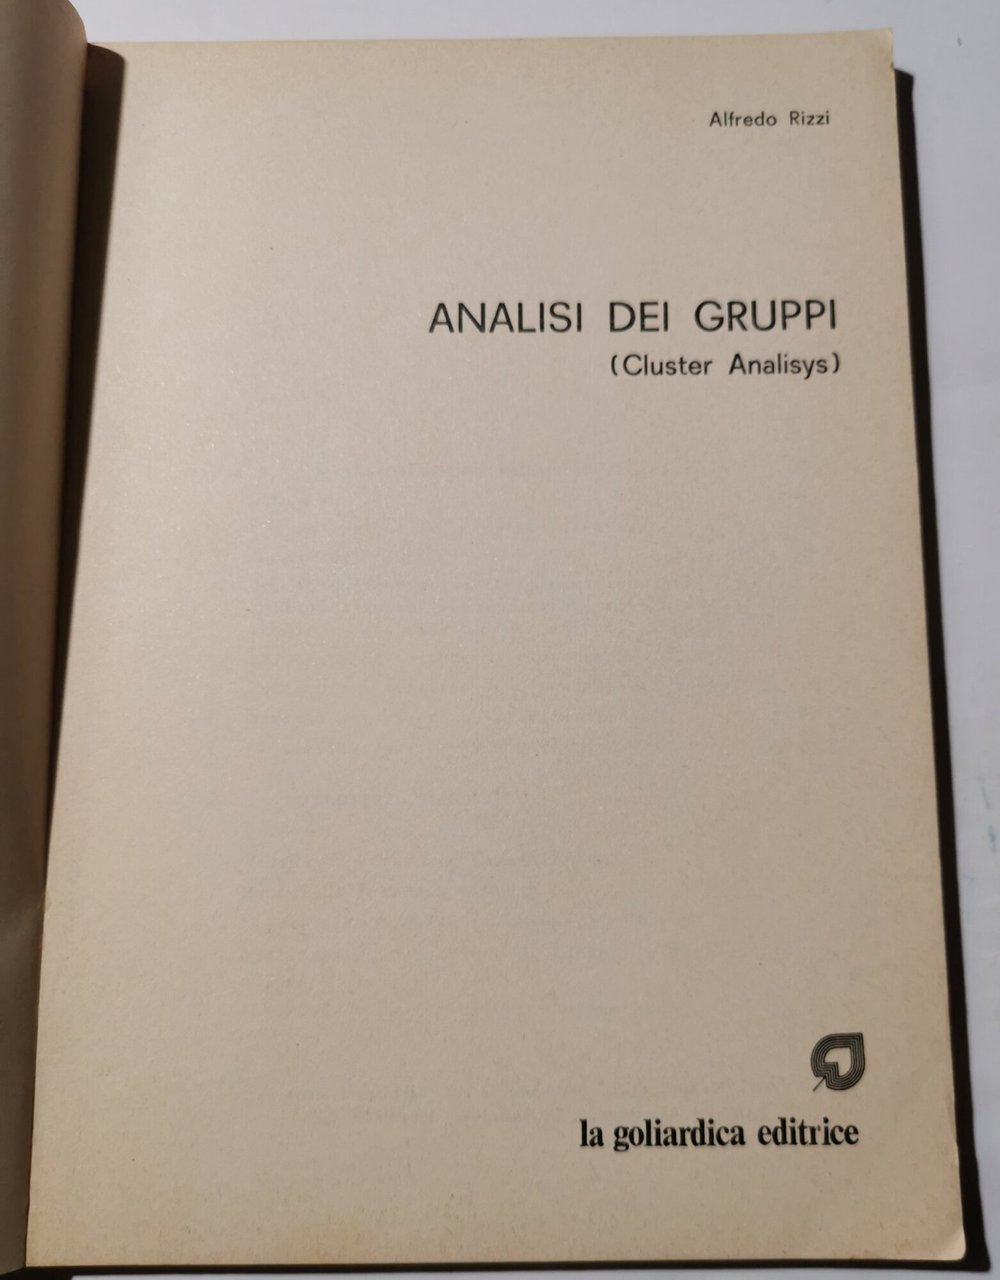 Alfredo Rizzi
ANALISI DEI GRUPPI
(Cluster Analisys)
la goliardica editrice